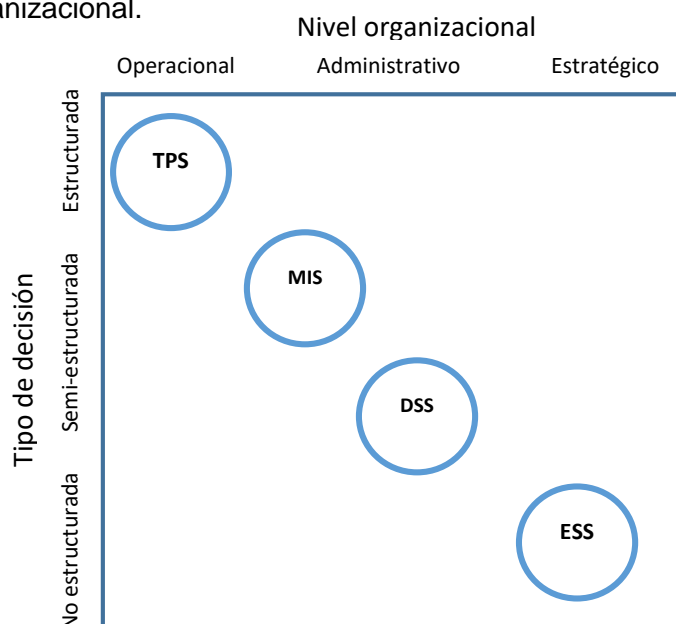 anizacional.
Nivel organizacional
Operacional Administrativo Estratégico
Tipo de decisión
Estructurada
Semi-estructurada
No estructurada
TPS
MIS
DSS
ESS